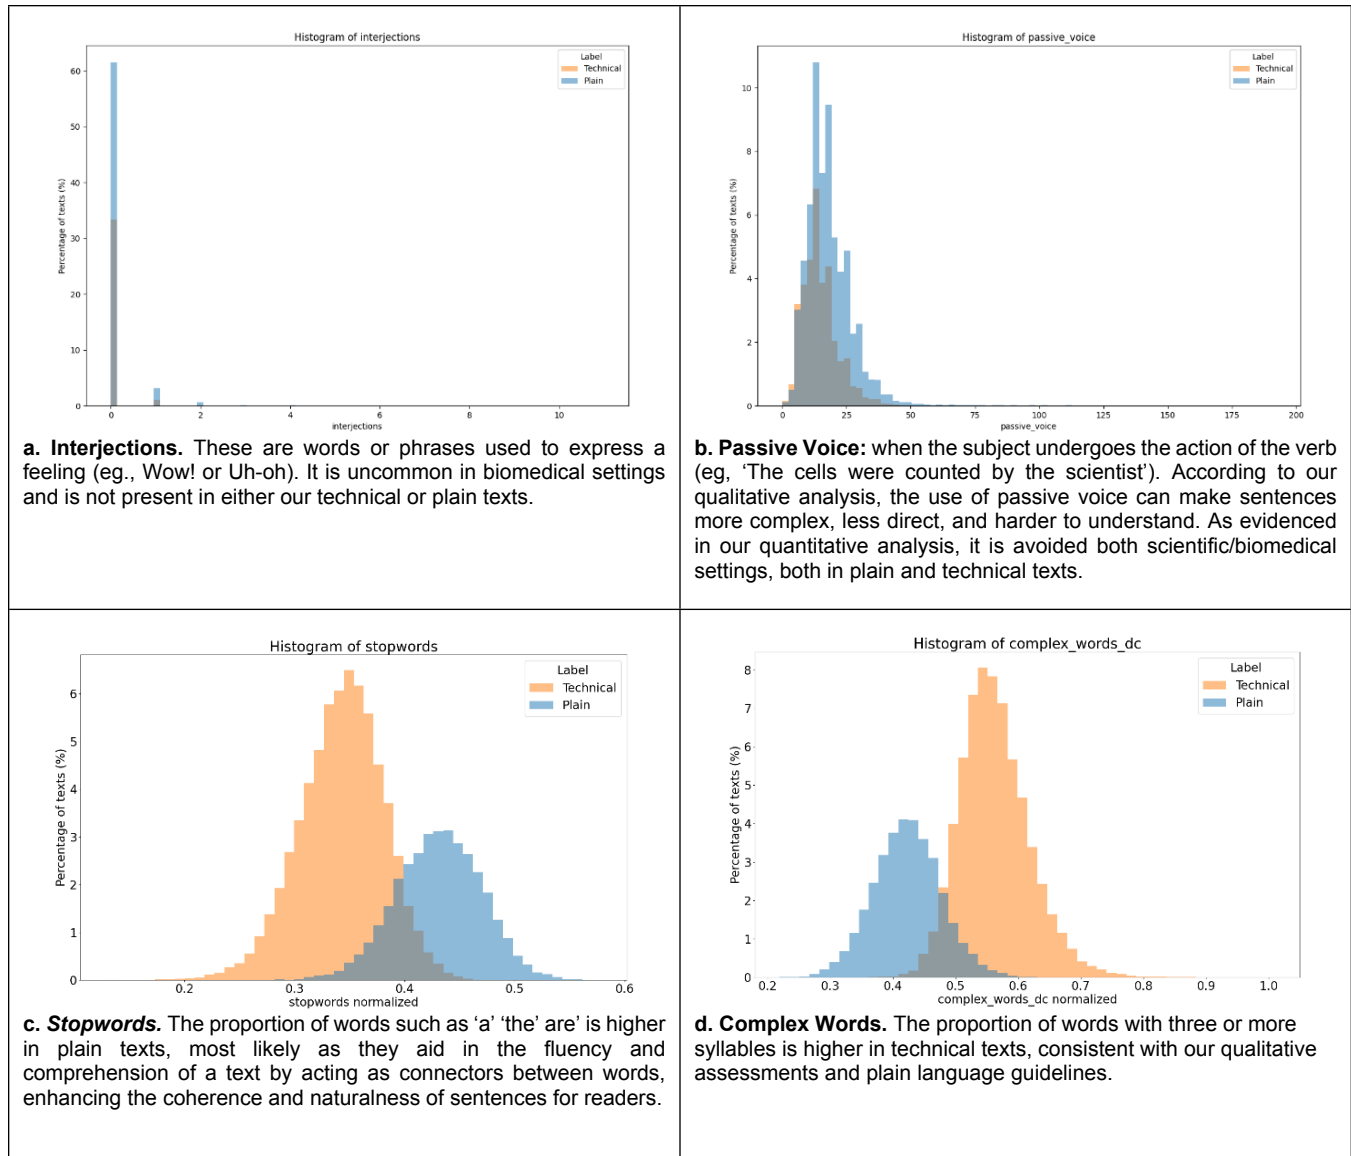 Histogram of interjections
Label
Technical
Plain
60
50
40
30
20
10
0
Percentage of texts (%)
0 2 4 6 8 10
interjections
a. Interjections. These are words or phrases used to express a
feeling (eg., Wow! or Uh-oh). It is uncommon in biomedical settings
and is not present in either our technical or plain texts.
Histogram of passive_voice
Label
Technical
Plain
10
8
6
4
2
0
Percentage of texts (%)
0 25 50 75 100 125 150 175 200
passive_voice
b. Passive Voice: when the subject undergoes the action of the verb
(eg, ‘The cells were counted by the scientist’). According to our
qualitative analysis, the use of passive voice can make sentences
more complex, less direct, and harder to understand. As evidenced
in our quantitative analysis, it is avoided both scientific/biomedical
settings, both in plain and technical texts.
Histogram of stopwords
Label
Technical
Plain
6
5
4
3
2
1
0
Percentage of texts (%)
0.2 0.3 0.4 0.5 0.6
stopwords normalized
c. Stopwords. The proportion of words such as ‘a’ ‘the’ are’ is higher
in plain texts, most likely as they aid in the fluency and
comprehension of a text by acting as connectors between words,
enhancing the coherence and naturalness of sentences for readers.
Histogram of complex_words_dc
Label
Technical
Plain
8
7
6
5
4
3
2
1
0
Percentage of texts (%)
0.2 0.3 0.4 0.5 0.6 0.7 0.8 0.9 1.0
complex_words_dc normalized
d. Complex Words. The proportion of words with three or more
syllables is higher in technical texts, consistent with our qualitative
assessments and plain language guidelines.